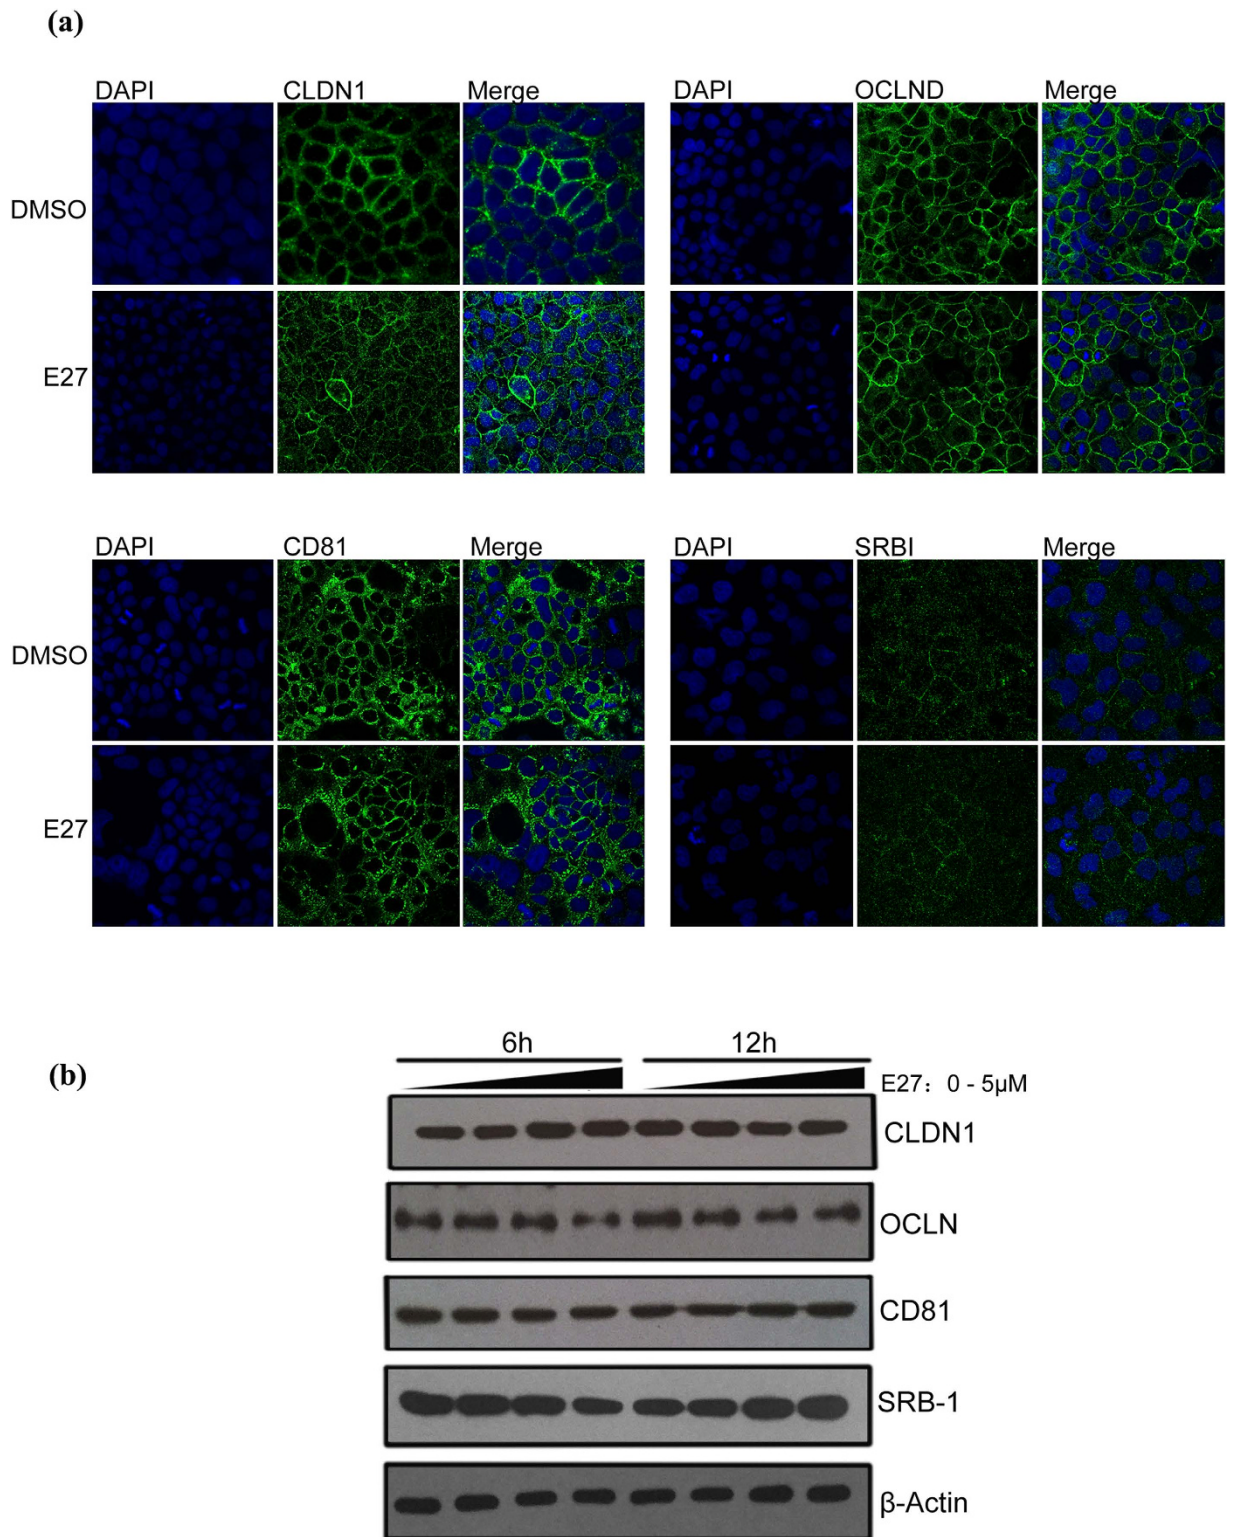 (a)
DAPI CLDN1 Merge DAPI OCLND Merge
DMSO
E27
DAPI CD81 Merge DAPI SRBI Merge
DMSO
E27
(b)
6h 12h
E27: 0 - 5μM
CLDN1
OCLN
CD81
SRB-1
β-Actin